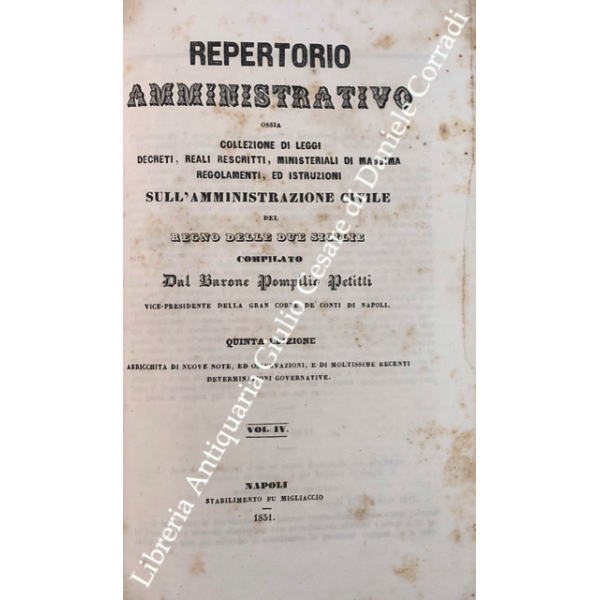 REPERTORIO
AMMINISTRATIVO
OSSIA
COLLEZIONE DI LEGGI
DECRETI, REALI RESCRITTI, MINISTERIALI DI MASSIMA
REGOLAMENTI, ED ISTRUZIONI
SULL'AMMINISTRAZIONE CIVILE
DEL
REGNO DELLE DUE SICILIE
COMPILATO
Dal Barone Pompilio Petitti
VICE-PRESIDENTE DELLA GRAN CORTE DE' CONTI DI NAPOLI.
QUINTA EDIZIONE
ARRICCHITA DI NUOVE NOTE, ED OSSERVAZIONI, E DI MOLTISSIME RECENTI
DETERMINAZIONI GOVERNATIVE.
VOL. IV.
NAPOLI
STABILIMENTO FU MIGLIACCIO
1851.
Libreria Antiquaria Giulio Cesare di Daniele Corradi